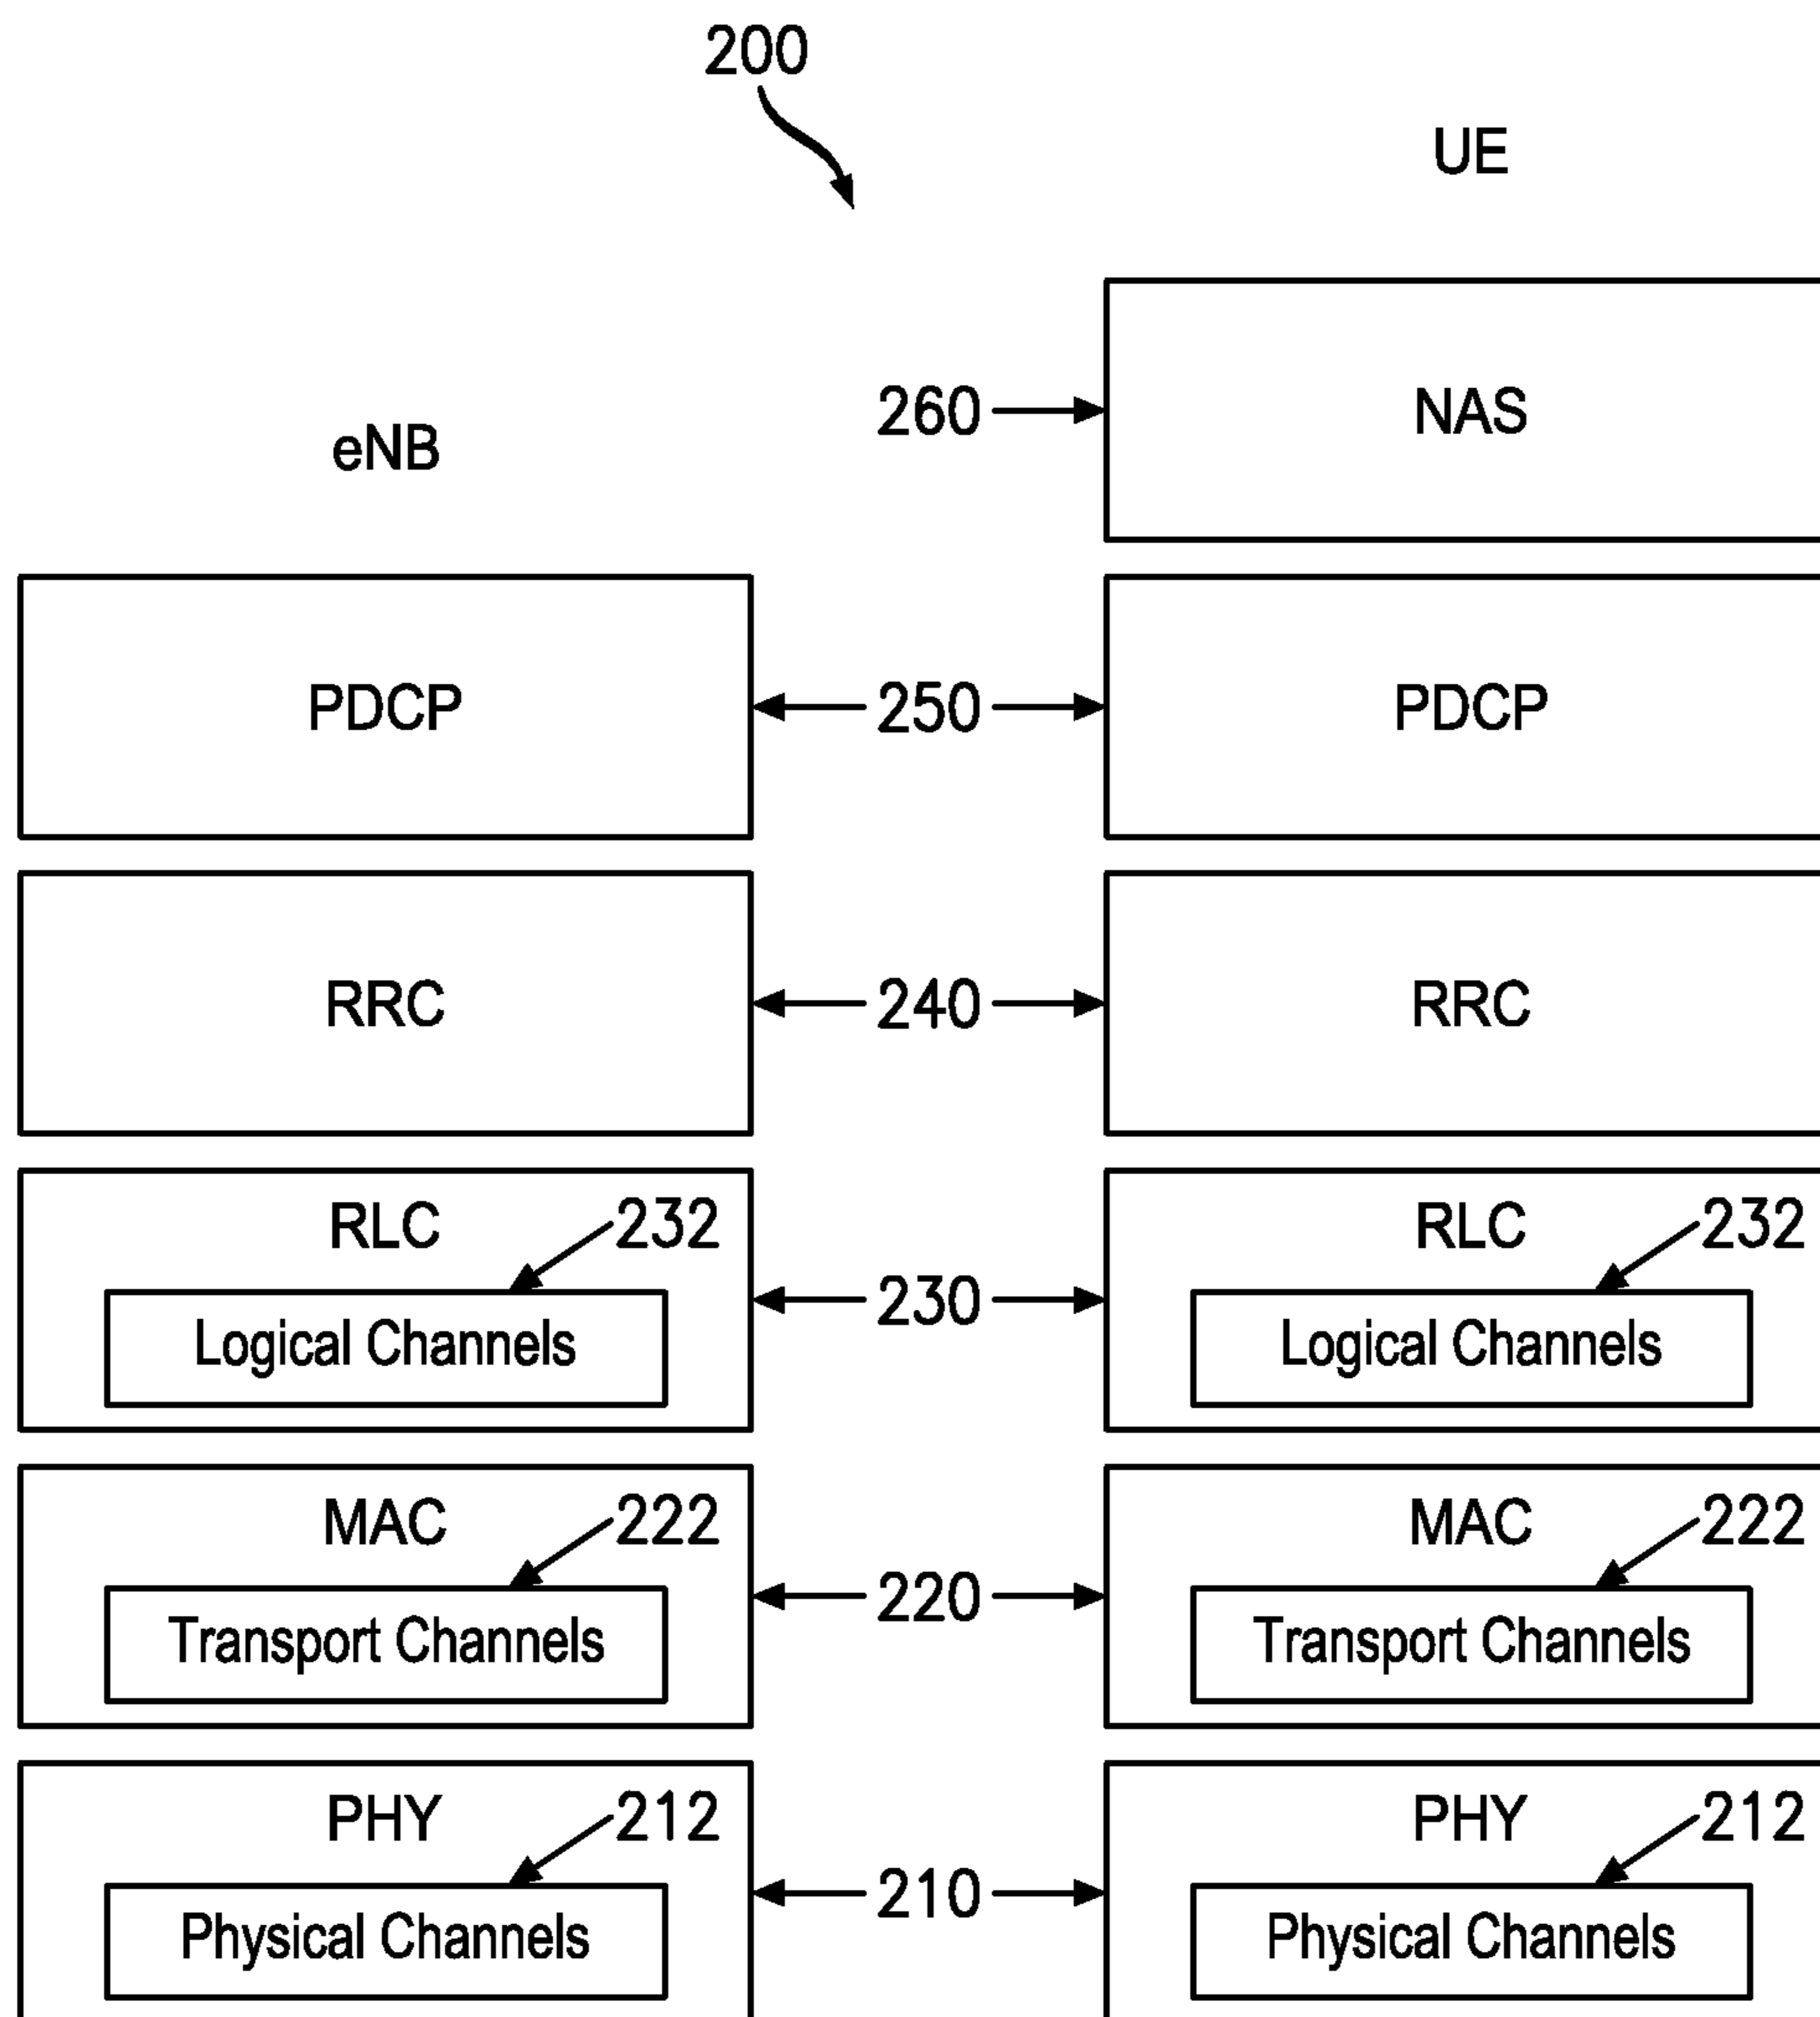 200
UE
260
NAS
eNB
PDCP
250
PDCP
RRC
240
RRC
RLC
232
Logical Channels
230
RLC
232
Logical Channels
MAC
222
Transport Channels
220
MAC
222
Transport Channels
PHY
212
Physical Channels
210
PHY
212
Physical Channels